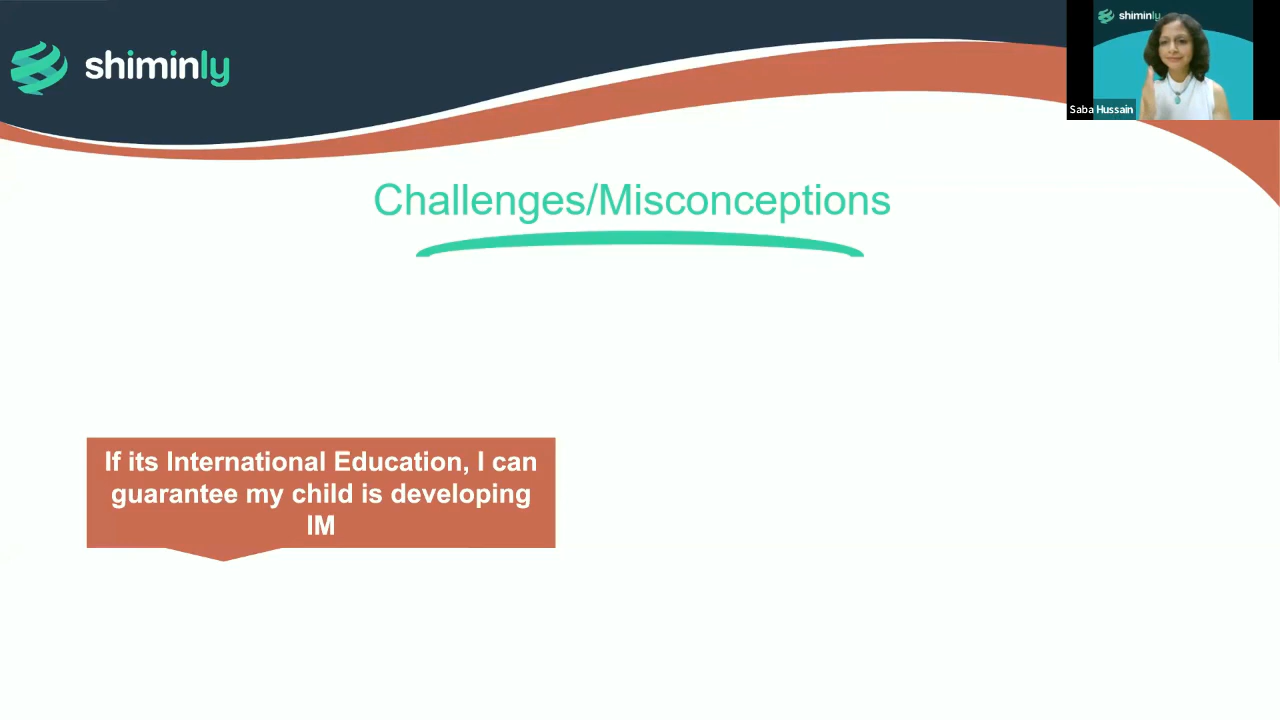 shiminly
shiminly
Saba Hussain
Challenges/Misconceptions
If its International Education, I can
guarantee my child is developing
IM